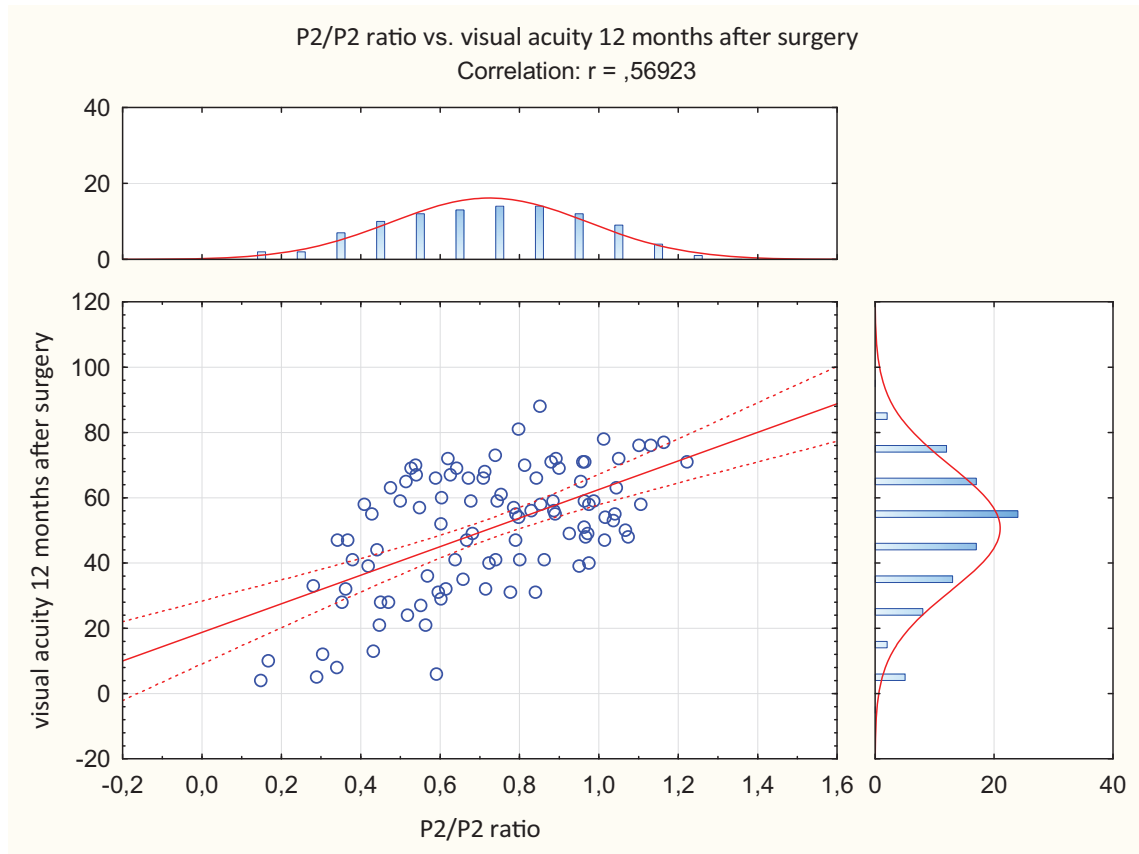 P2/P2 ratio vs. visual acuity 12 months after surgery
Correlation: r = ,56923
40
20
0
120
100
80
60
40
20
0
-20
visual acuity 12 months after surgery
-0,2 0,0 0,2 0,4 0,6 0,8 1,0 1,2 1,4 1,6
0 20 40
P2/P2 ratio